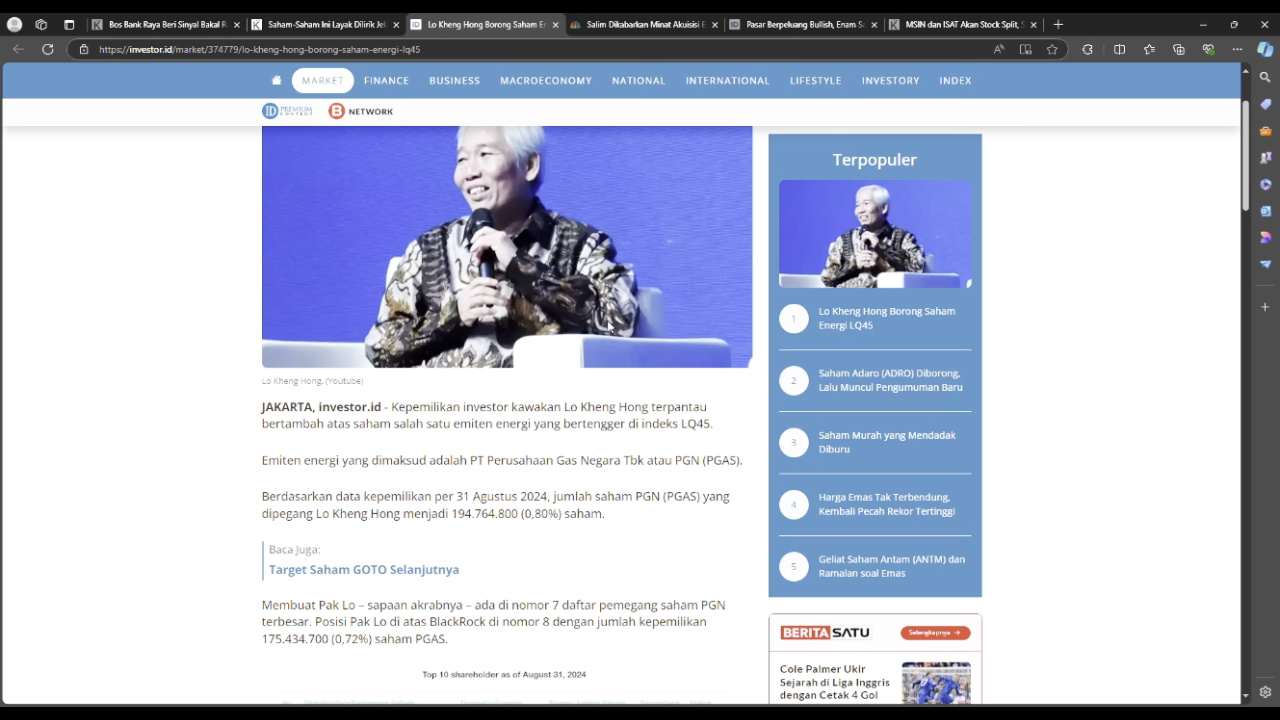 Bos Bank Raya Beri Sinyal Bakal R
Saham-Saham Ini Layak Dilirik Jel
Lo Kheng Hong Borong Saham E
Salim Dikabarkan Minat Akuisisi E
Pasar Berpeluang Bullish, Enam S
MSIN dan ISAT Akan Stock Split, S
https://investor.id/market/374779/lo-kheng-hong-borong-saham-energi-lq45
MARKET FINANCE BUSINESS MACROECONOMY NATIONAL INTERNATIONAL LIFESTYLE INVESTORY INDEX
ID PREMIUM CONTENT B NETWORK
Terpopuler
1 Lo Kheng Hong Borong Saham
Energi LQ45
2 Saham Adaro (ADRO) Diborong,
Lalu Muncul Pengumuman Baru
3 Saham Murah yang Mendadak
Diburu
4 Harga Emas Tak Terbendung,
Kembali Pecah Rekor Tertinggi
5 Geliat Saham Antam (ANTM) dan
Ramalan soal Emas
Lo Kheng Hong. (Youtube)
JAKARTA, investor.id - Kepemilikan investor kawakan Lo Kheng Hong terpantau
bertambah atas saham salah satu emiten energi yang bertengger di indeks LQ45.
Emiten energi yang dimaksud adalah PT Perusahaan Gas Negara Tbk atau PGN (PGAS).
Berdasarkan data kepemilikan per 31 Agustus 2024, jumlah saham PGN (PGAS) yang
dipegang Lo Kheng Hong menjadi 194.764.800 (0,80%) saham.
Baca Juga:
Target Saham GOTO Selanjutnya
Membuat Pak Lo – sapaan akrabnya – ada di nomor 7 daftar pemegang saham PGN
terbesar. Posisi Pak Lo di atas BlackRock di nomor 8 dengan jumlah kepemilikan
175.434.700 (0,72%) saham PGAS.
Top 10 shareholder as of August 31, 2024
BERITA SATU Selengkapnya →
Cole Palmer Ukir
Sejarah di Liga Inggris
dengan Cetak 4 Gol